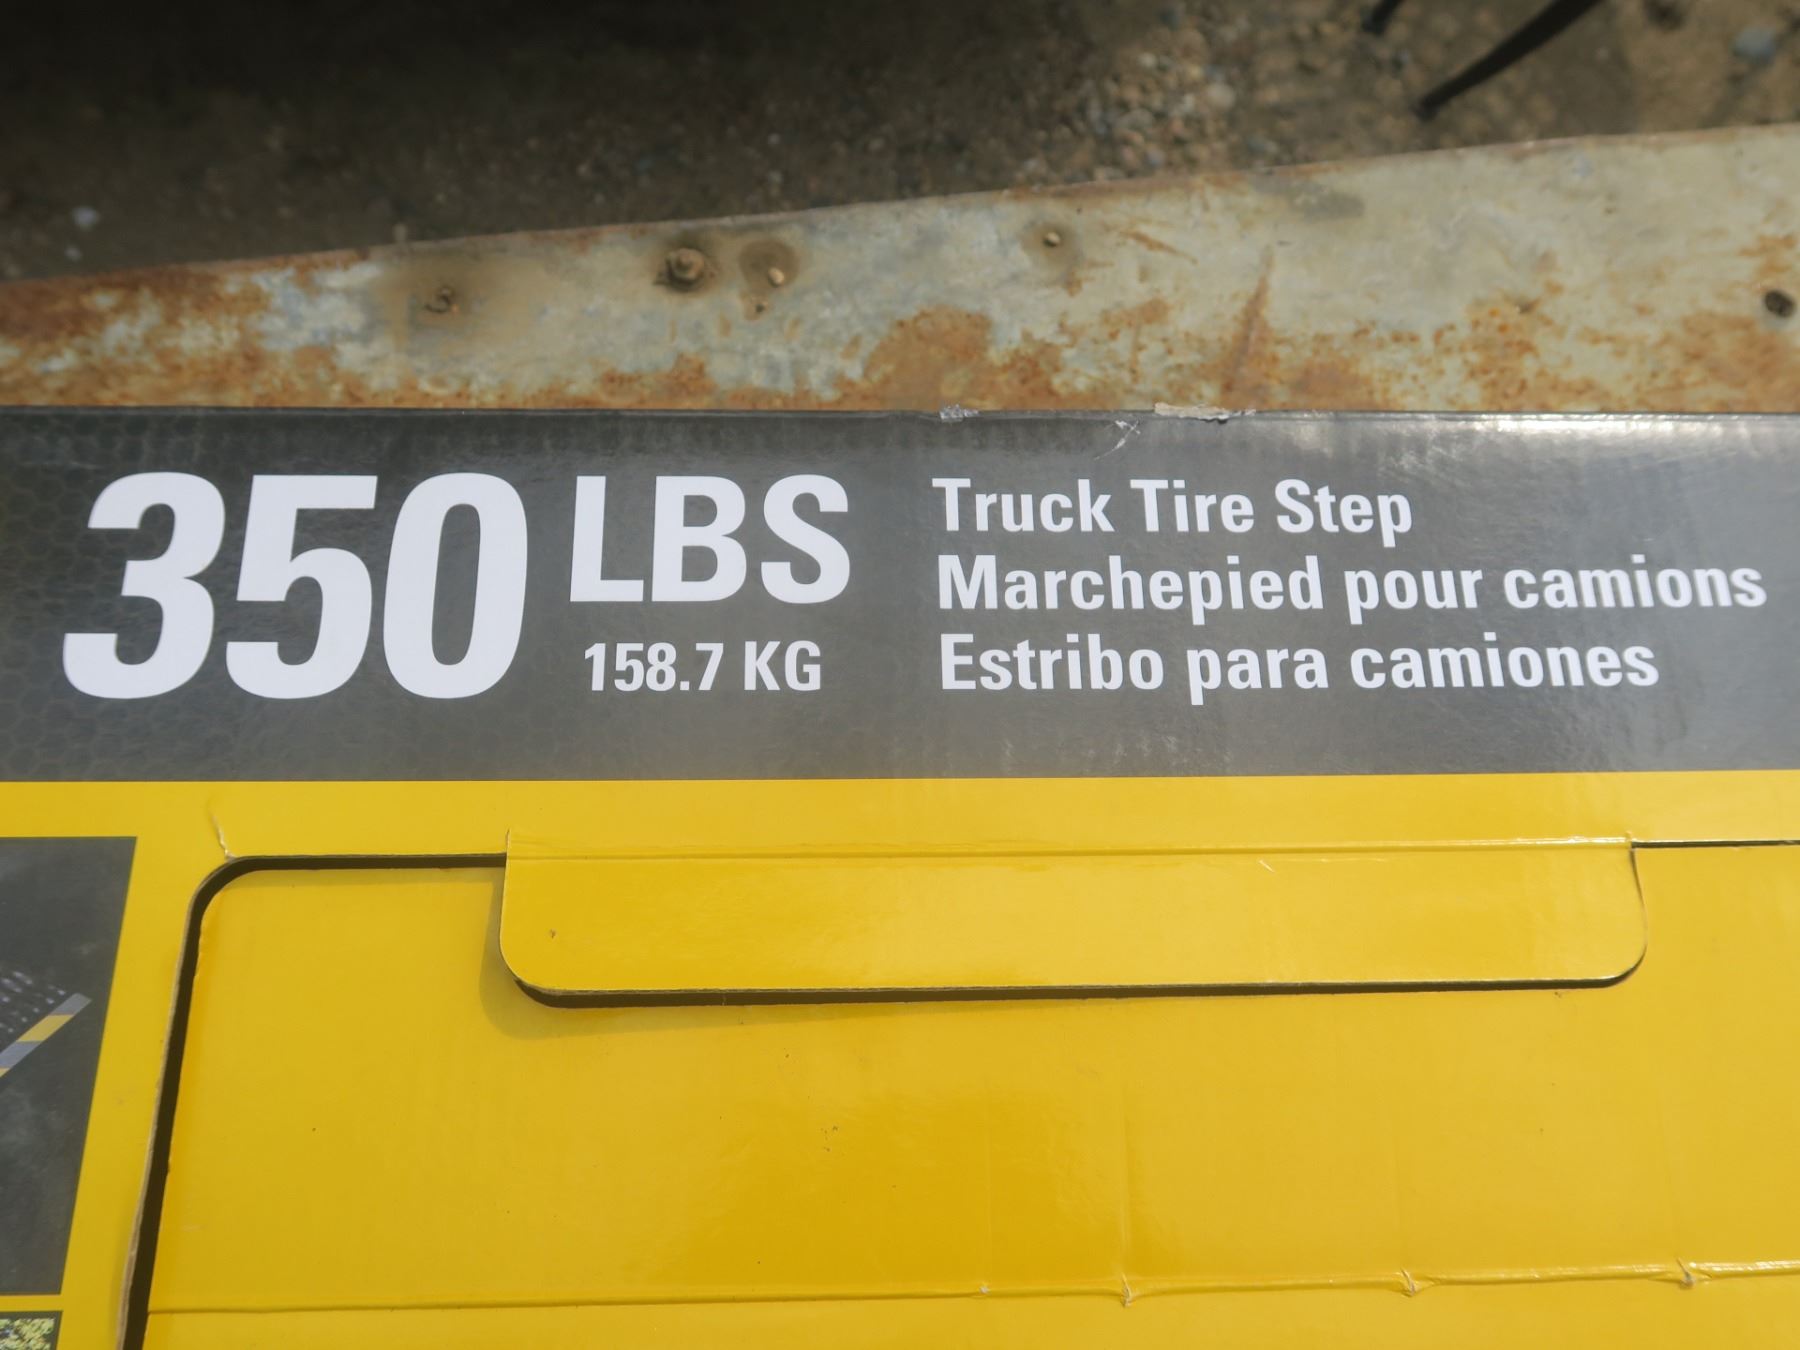 350 LBS
158.7 KG
Truck Tire Step
Marchepied pour camions
Estribo para camiones